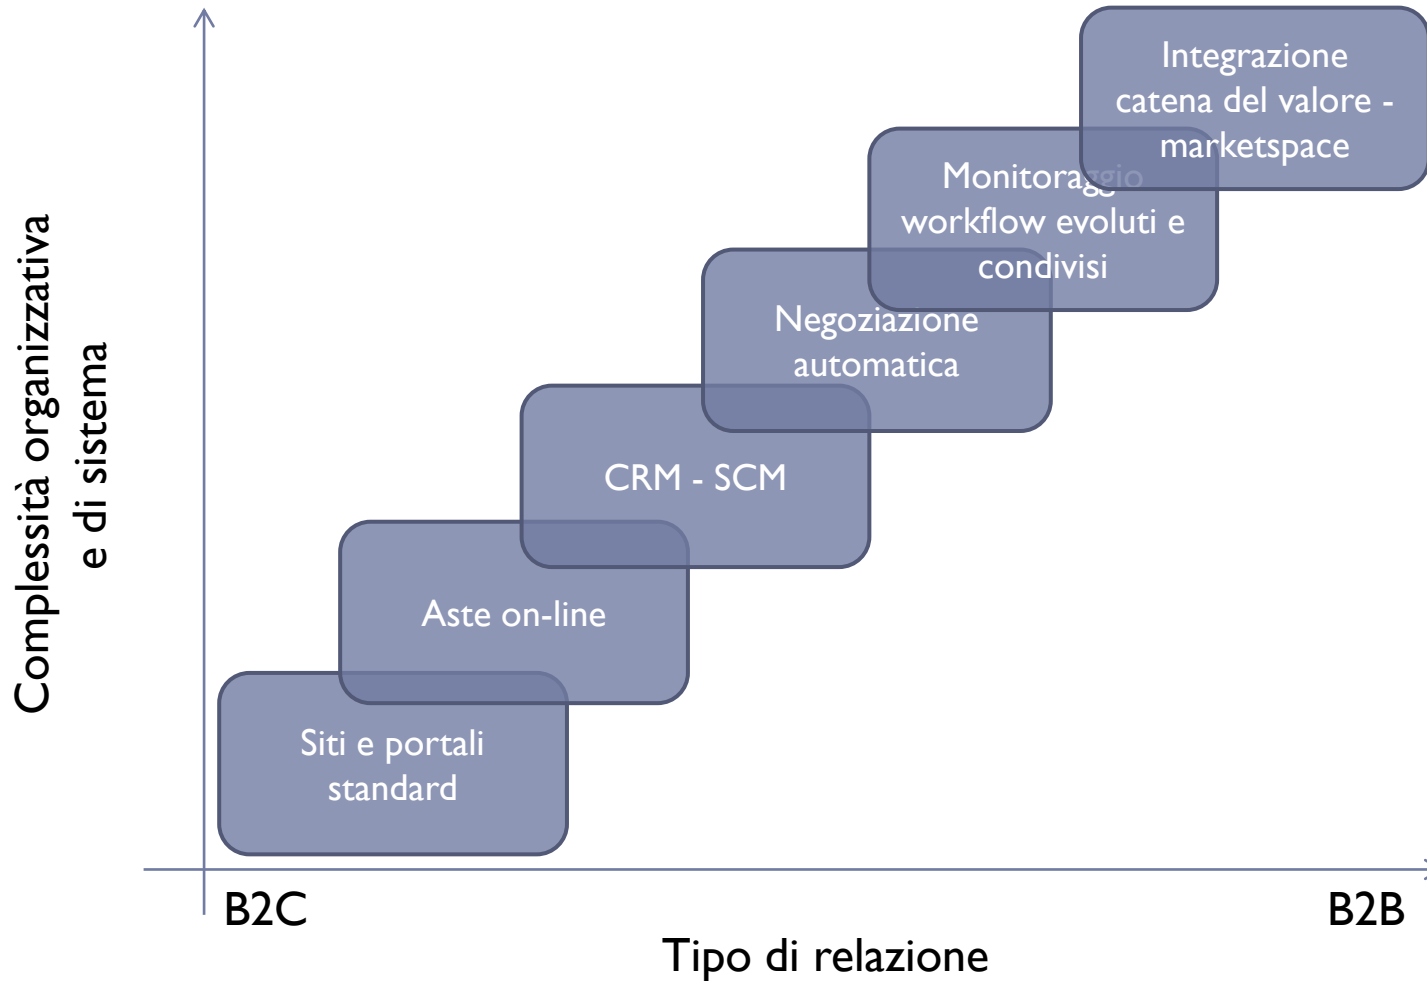 Integrazione
catena del valore -
marketspace
Monitoraggio
workflow evoluti e
condivisi
Negoziazione
automatica
CRM - SCM
Aste on-line
Siti e portali
standard
Complessità organizzativa
e di sistema
B2C
B2B
Tipo di relazione